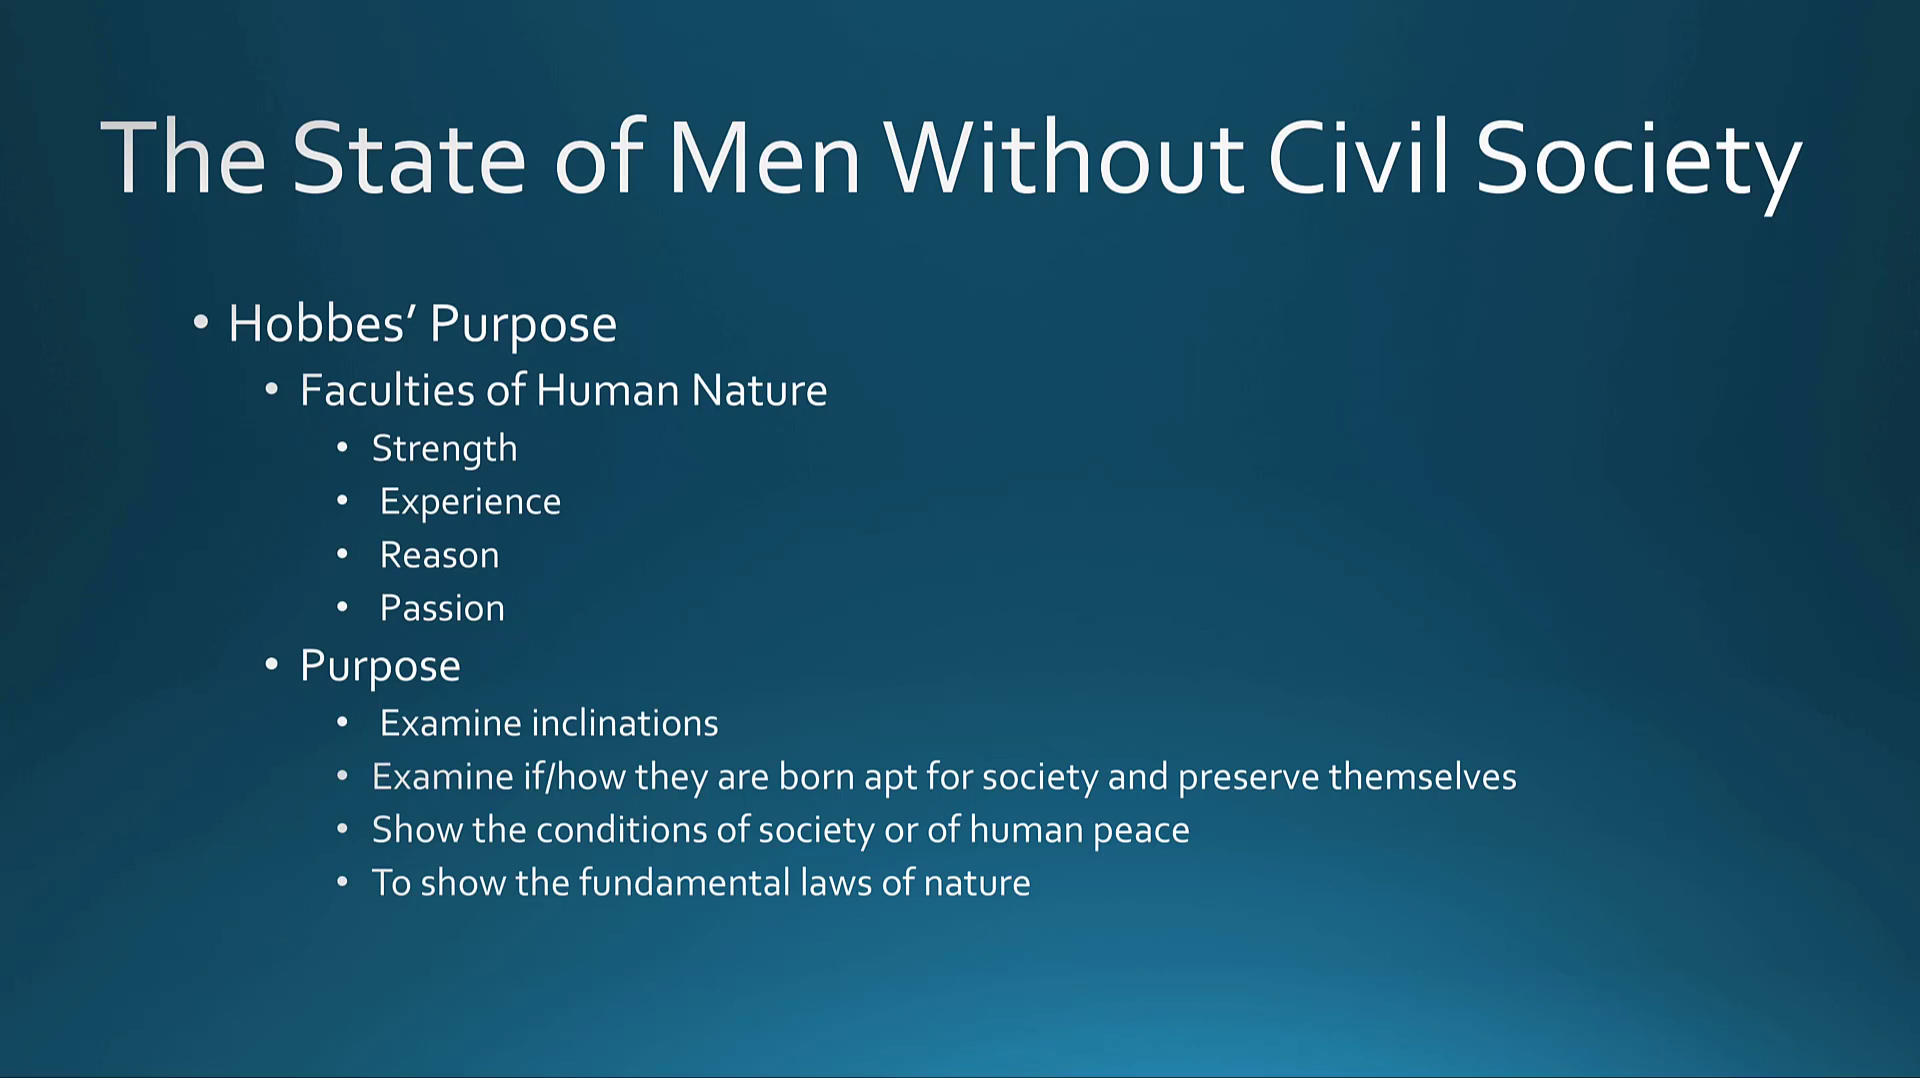 The State of Men Without Civil Society
• Hobbes’ Purpose
• Faculties of Human Nature
• Strength
• Experience
• Reason
• Passion
• Purpose
• Examine inclinations
• Examine if/how they are born apt for society and preserve themselves
• Show the conditions of society or of human peace
• To show the fundamental laws of nature